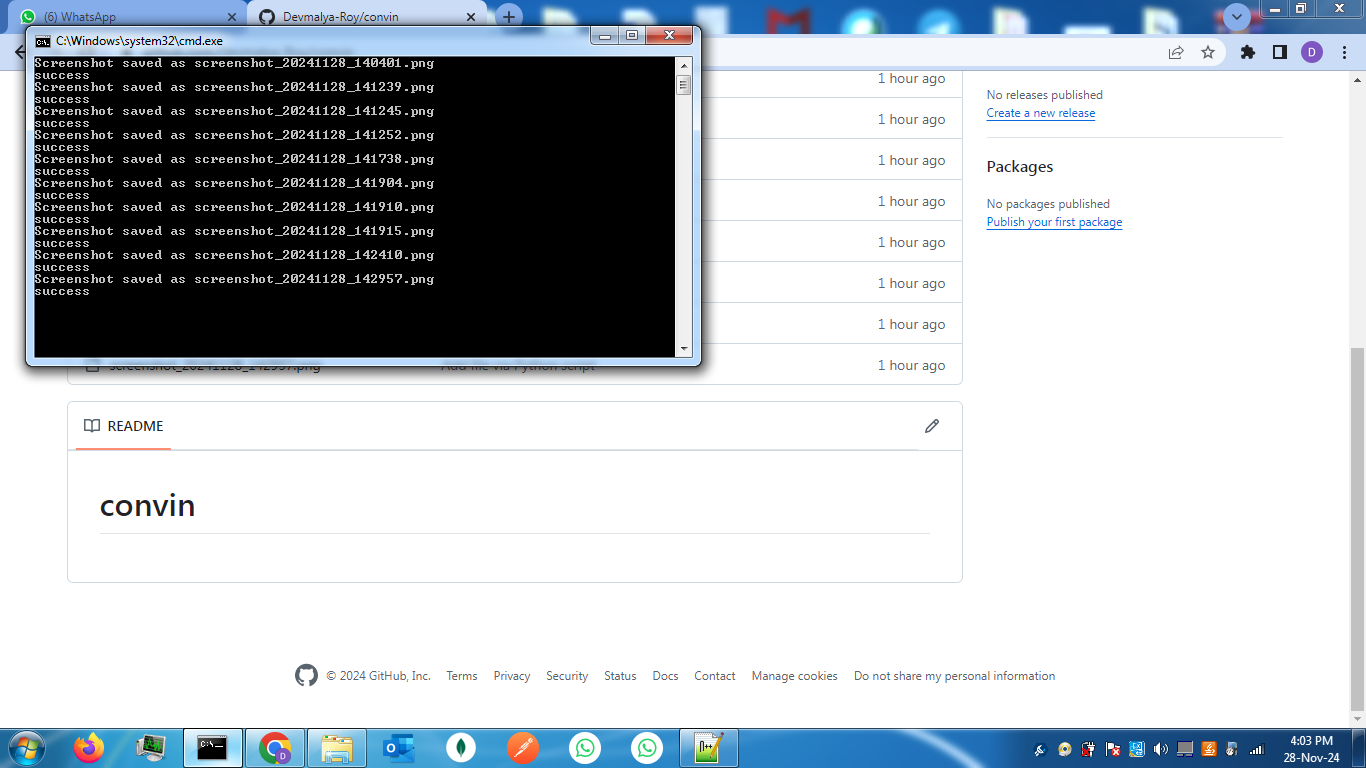 (6) WhatsApp
Devmalya-Roy/convin
C:\Windows\system32\cmd.exe
Screenshot saved as screenshot_20241128_140401.png
success
Screenshot saved as screenshot_20241128_141239.png
success
Screenshot saved as screenshot_20241128_141245.png
success
Screenshot saved as screenshot_20241128_141252.png
success
Screenshot saved as screenshot_20241128_141738.png
success
Screenshot saved as screenshot_20241128_141904.png
success
Screenshot saved as screenshot_20241128_141910.png
success
Screenshot saved as screenshot_20241128_141915.png
success
Screenshot saved as screenshot_20241128_142410.png
success
Screenshot saved as screenshot_20241128_142957.png
success
D
1 hour ago
1 hour ago
1 hour ago
1 hour ago
1 hour ago
1 hour ago
1 hour ago
screenshot_20241128_142957.png Add file via Python script 1 hour ago
No releases published
Create a new release
Packages
No packages published
Publish your first package
README
convin
© 2024 GitHub, Inc. Terms Privacy Security Status Docs Contact Manage cookies Do not share my personal information
4:03 PM
28-Nov-24